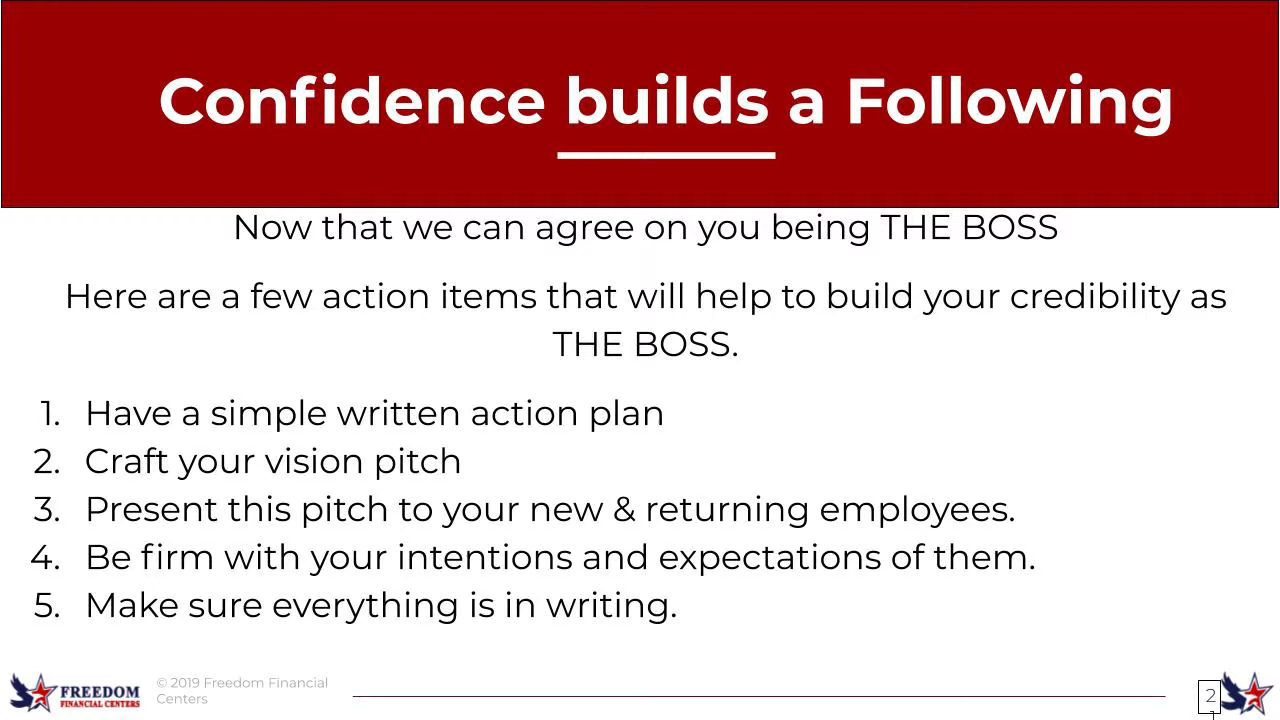 Confidence builds a Following
Now that we can agree on you being THE BOSS
Here are a few action items that will help to build your credibility as
THE BOSS.
1. Have a simple written action plan
2. Craft your vision pitch
3. Present this pitch to your new & returning employees.
4. Be firm with your intentions and expectations of them.
5. Make sure everything is in writing.
FREEDOM
FINANCIAL CENTERS
© 2019 Freedom Financial
Centers
2